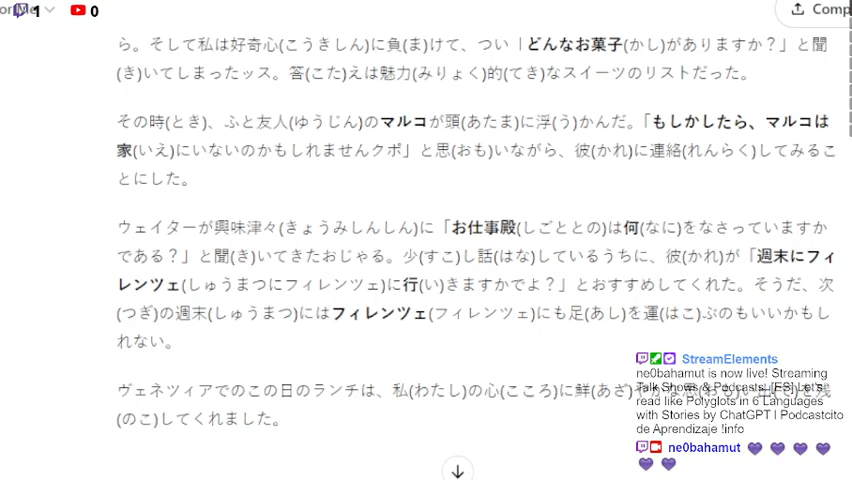 or Me
1
0
Comp
ら。そして私は好奇心(こうきしん)に負(ま)けて、つい「どんなお菓子(かし)がありますか？」と聞
(き)いてしまったッス。答(こた)えは魅力(みりょく)的(てき)なスイーツのリストだった。
その時(とき)、ふと友人(ゆうじん)のマルコが頭(あたま)に浮(う)かんだ。「もしかしたら、マルコは
家(いえ)にいないのかもしれませんクポ」と思(おも)いながら、彼(かれ)に連絡(れんらく)してみるこ
とにした。
ウェイターが興味津々(きょうみしんしん)に「お仕事殿(しごととの)は何(なに)をなさっていますか
である？」と聞(き)いてきたおじゃる。少(すこ)し話(はな)しているうちに、彼(かれ)が「週末にフィ
レンツェ(しゅうまつにフィレンツェ)に行(い)きますかでよ？」とおすすめしてくれた。そうだ、次
(つぎ)の週末(しゅうまつ)にはフィレンツェ(フィレンツェ)にも足(あし)を運(はこ)ぶのもいいかもし
れない。
ヴェネツィアでのこの日のランチは、私(わたし)の心(こころ)に鮮(あざ)やかな思(おも)い出(で)を残
(のこ)してくれました。
StreamElements
ne0bahamut is now live! Streaming
Talk Shows & Podcasts: [ES] Let's
read like Polyglots in 6 Languages
with Stories by ChatGPT I Podcastcito
de Aprendizaje !info
ne0bahamut